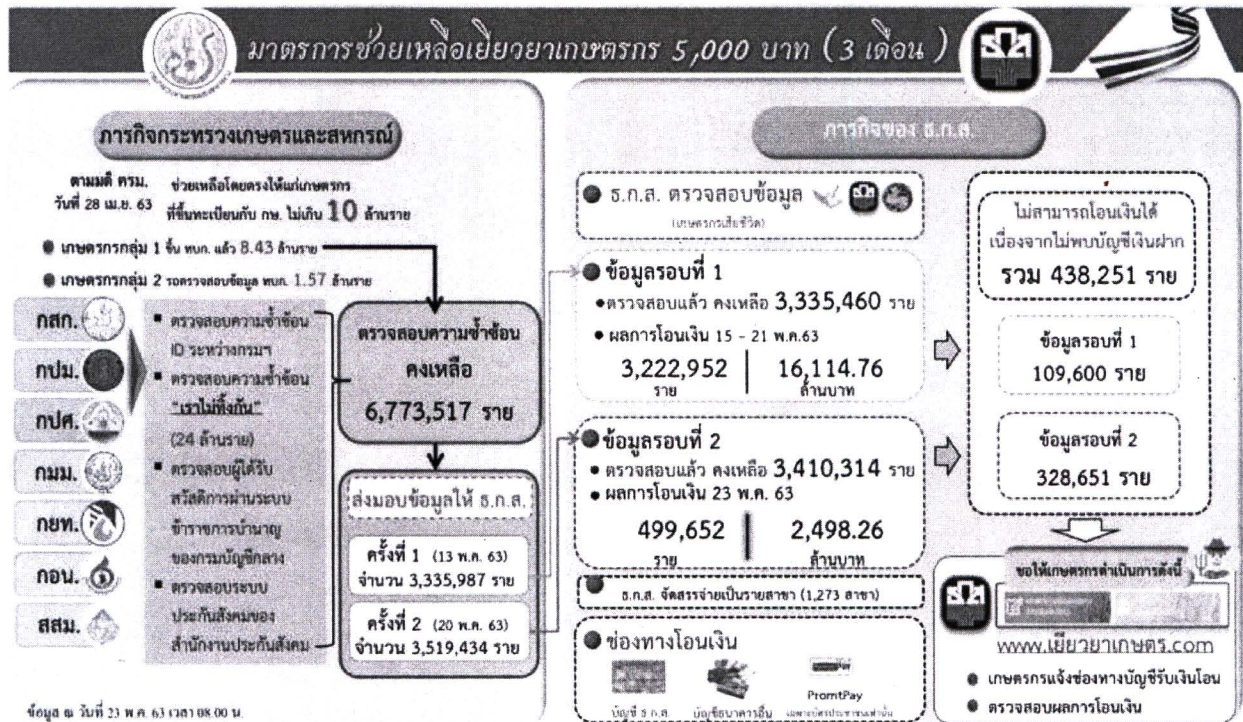 มาตรการช่วยเหลือเยียวยาเกษตรกร 5,000 บาท ( 3 เดือน )
ภารกิจกระทรวงเกษตรและสหกรณ์
ตามมติ ครม.
วันที่ 28 เม.ย. 63
ช่วยเหลือโดยตรงให้แก่เกษตรกร
ที่ขึ้นทะเบียนกับ กษ. ไม่เกิน 10 ล้านราย
เกษตรกรกลุ่ม 1 ขึ้น ทบก. แล้ว 8.43 ล้านราย
เกษตรกรกลุ่ม 2 รอตรวจสอบข้อมูล ทบก. 1.57 ล้านราย
กสก.
กปม.
กปศ.
กมม.
กยท.
กอน.
สสม.
ตรวจสอบความซ้ำซ้อน
ID ระหว่างกรมฯ
ตรวจสอบความซ้ำซ้อน
"เราไม่ทิ้งกัน"
(24 ล้านราย)
ตรวจสอบผู้ได้รับ
สวัสดิการผ่านระบบ
ข้าราชการบำนาญ
ของกรมบัญชีกลาง
ตรวจสอบระบบ
ประกันสังคมของ
สำนักงานประกันสังคม
ตรวจสอบความซ้ำซ้อน
คงเหลือ
6,773,517 ราย
ส่งมอบข้อมูลให้ ธ.ก.ส.
ครั้งที่ 1 (13 พ.ค. 63)
จำนวน 3,335,987 ราย
ครั้งที่ 2 (20 พ.ค. 63)
จำนวน 3,519,434 ราย
ข้อมูล ณ วันที่ 23 พ.ค. 63 เวลา 08.00 น.
ภารกิจของ ธ.ก.ส.
ธ.ก.ส. ตรวจสอบข้อมูล
(เกษตรกรเสียชีวิต)
ข้อมูลรอบที่ 1
ตรวจสอบแล้ว คงเหลือ 3,335,460 ราย
ผลการโอนเงิน 15 - 21 พ.ค.63
3,222,952 16,114.76
ราย ล้านบาท
ข้อมูลรอบที่ 2
ตรวจสอบแล้ว คงเหลือ 3,410,314 ราย
ผลการโอนเงิน 23 พ.ค. 63
499,652 2,498.26
ราย ล้านบาท
ธ.ก.ส. จัดสรรจ่ายเป็นรายสาขา (1,273 สาขา)
ช่องทางโอนเงิน
PromtPay
บัญชี ธ.ก.ส บัญชีธนาคารอื่น เฉพาะบัตรประชาชนเท่านั้น
ไม่สามารถโอนเงินได้
เนื่องจากไม่พบบัญชีเงินฝาก
รวม 438,251 ราย
ข้อมูลรอบที่ 1
109,600 ราย
ข้อมูลรอบที่ 2
328,651 ราย
ขอให้เกษตรกรดำเนินการดังนี้
www.เยียวยาเกษตร.com
เกษตรกรแจ้งช่องทางบัญชีรับเงินโอน
ตรวจสอบผลการโอนเงิน